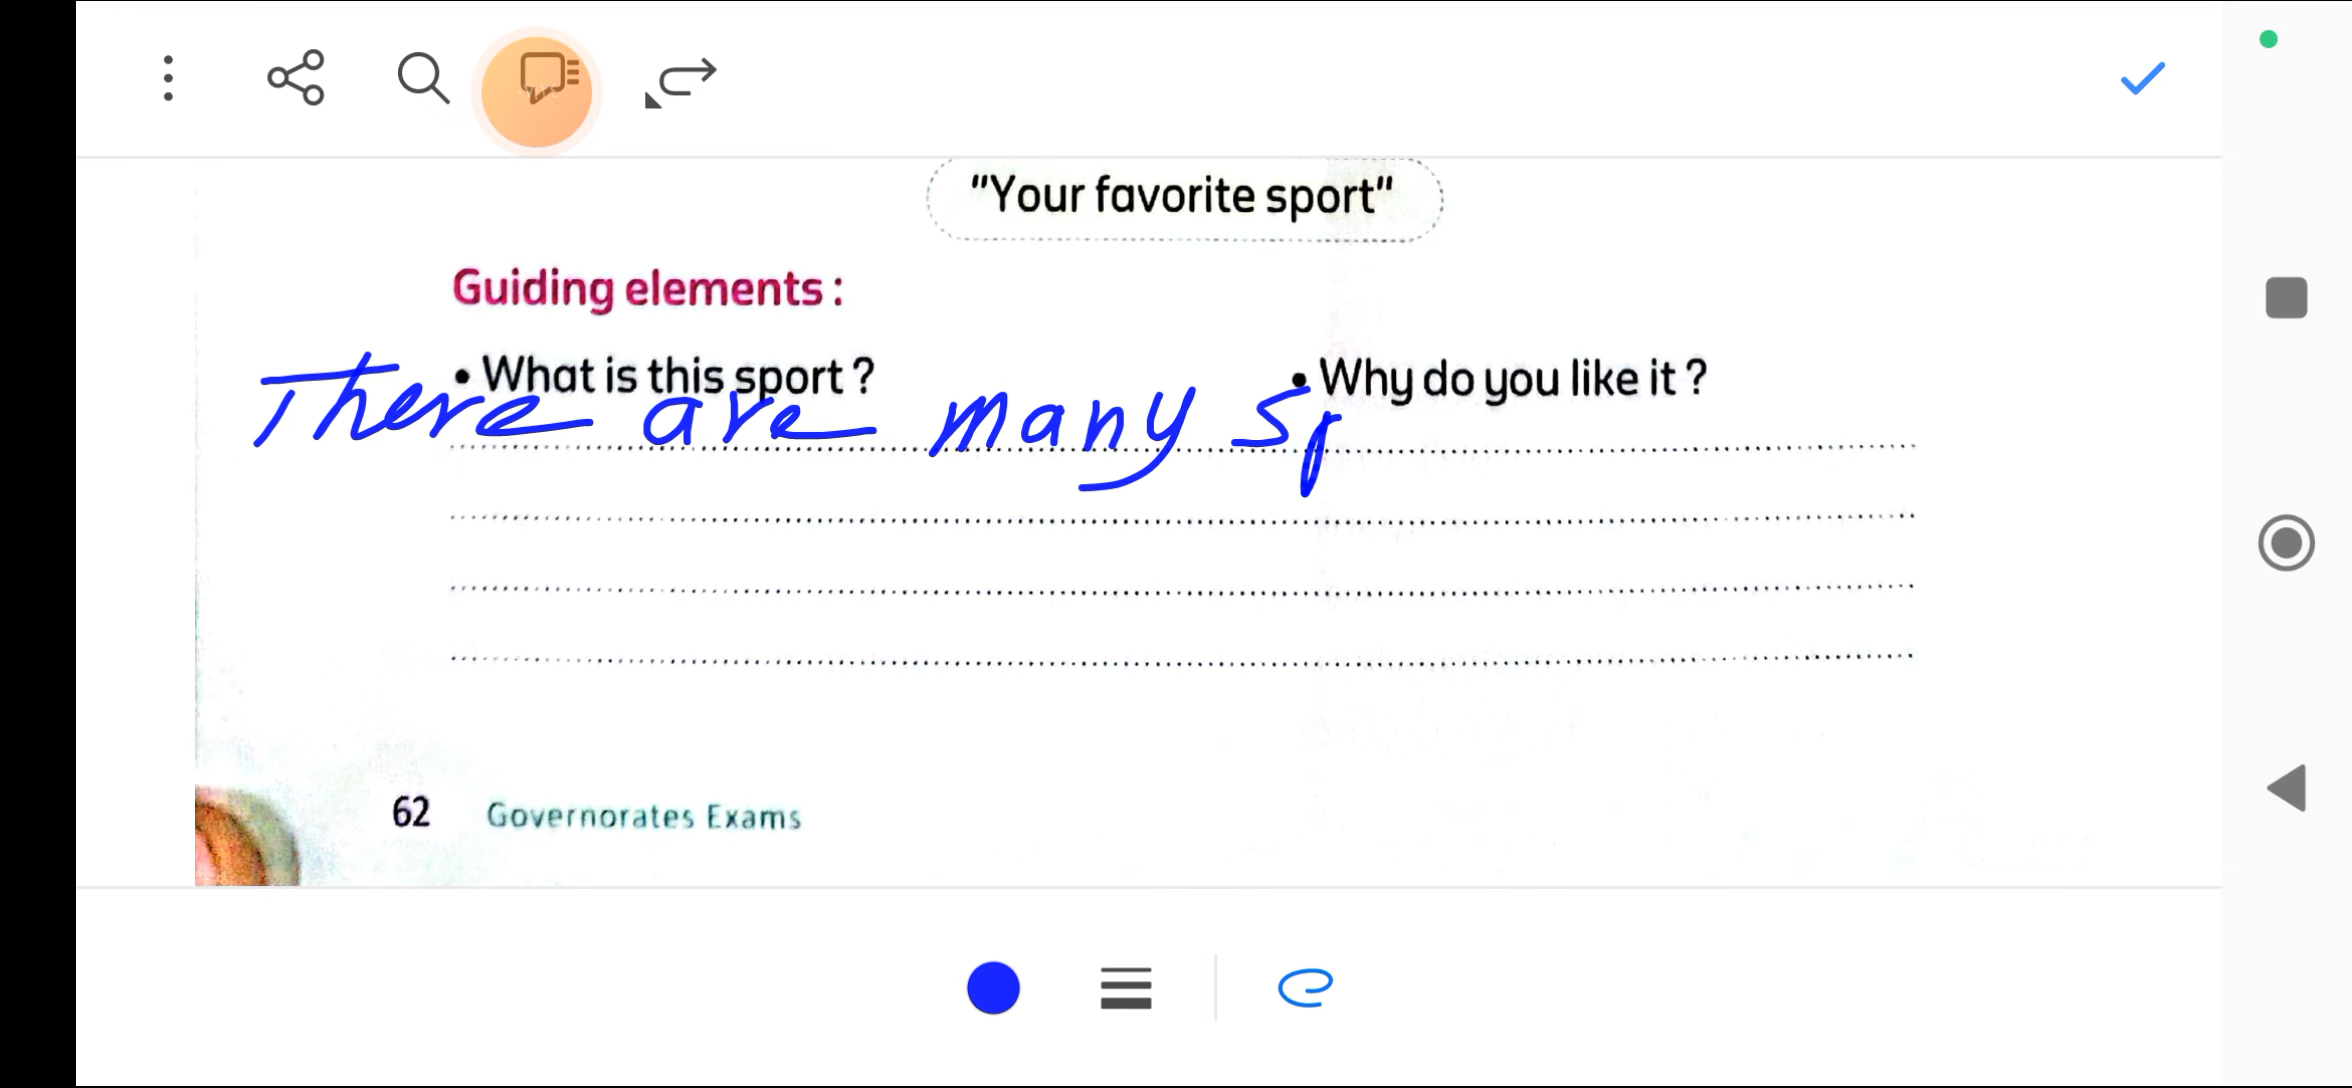 "Your favorite sport"
Guiding elements :
• What is this sport ? • Why do you like it ?
There are many sp
62 Governorates Exams